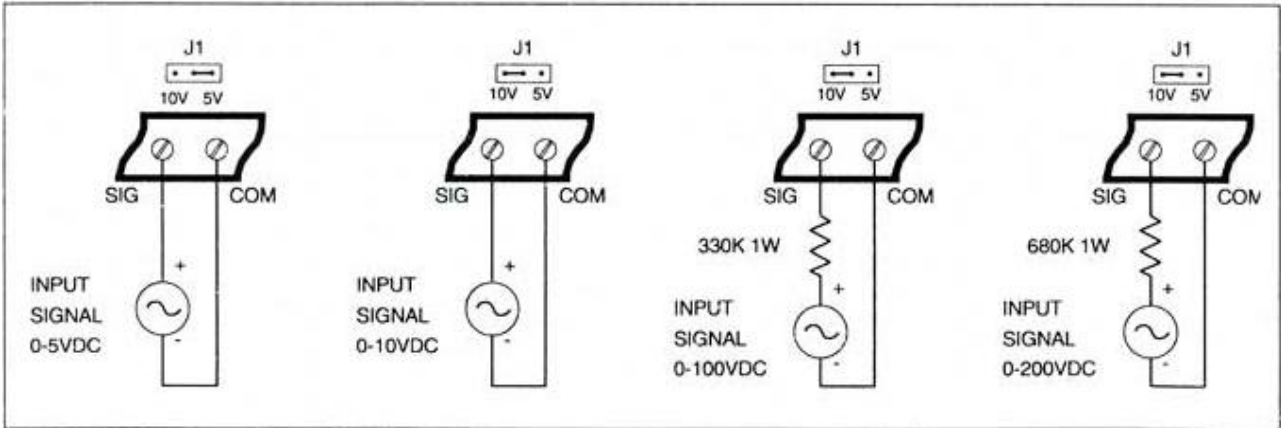 J1
10V 5V
SIG COM
INPUT
SIGNAL
0-5VDC
+
-
J1
10V 5V
SIG COM
INPUT
SIGNAL
0-10VDC
+
-
J1
10V 5V
SIG COM
330K 1W
INPUT
SIGNAL
0-100VDC
+
-
J1
10V 5V
SIG COM
680K 1W
INPUT
SIGNAL
0-200VDC
+
-